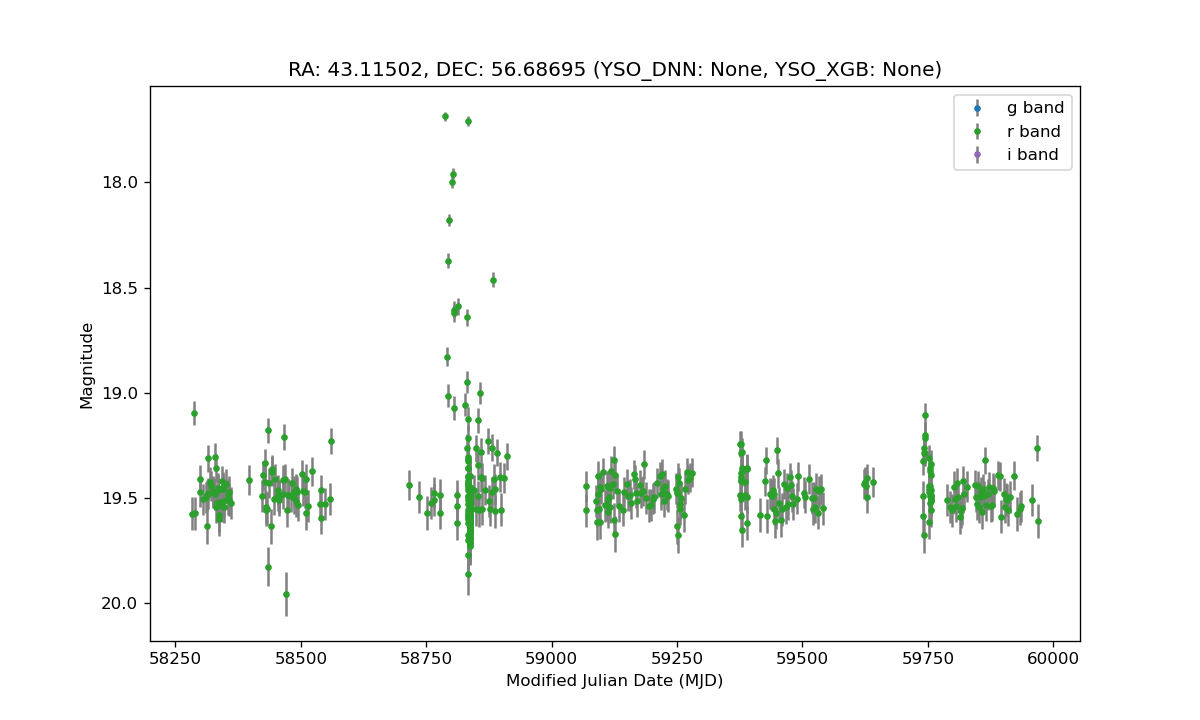 RA: 43.11502, DEC: 56.68695 (YSO_DNN: None, YSO_XGB: None)
g band
r band
i band
18.0
18.5
19.0
19.5
20.0
Magnitude
58250 58500 58750 59000 59250 59500 59750 60000
Modified Julian Date (MJD)